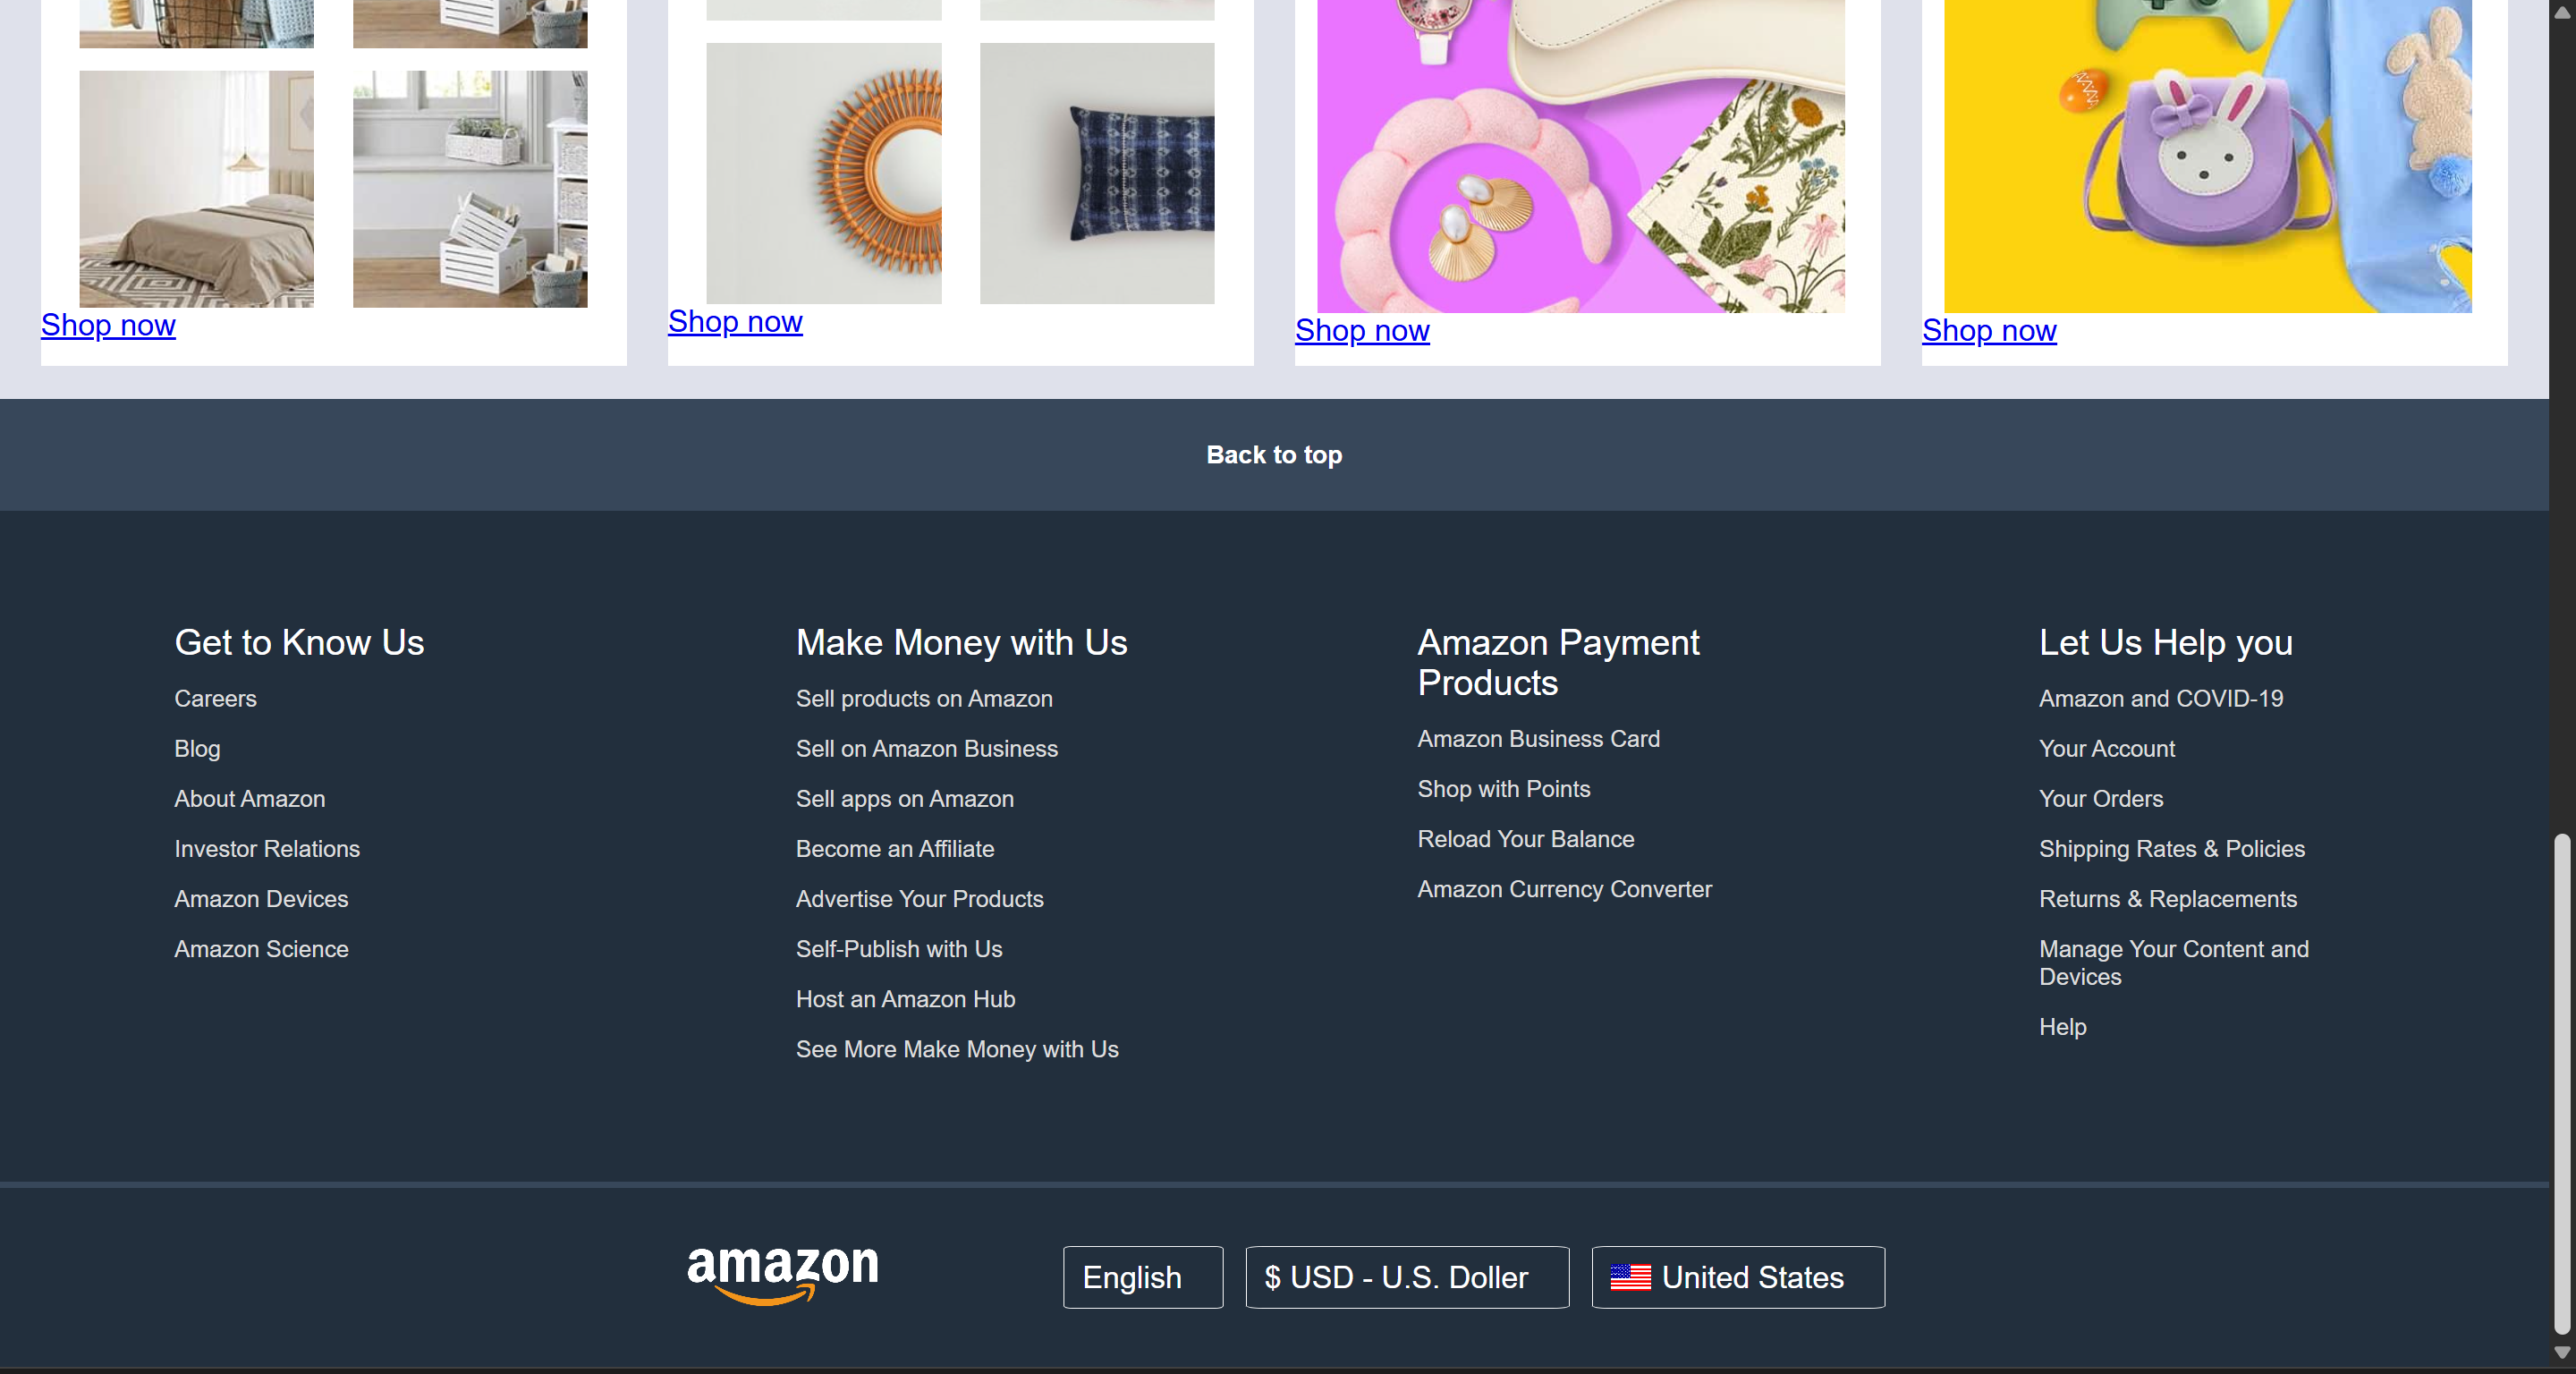 Shop now
Shop now
Shop now
Shop now
Back to top
Get to Know Us
Careers
Blog
About Amazon
Investor Relations
Amazon Devices
Amazon Science
Make Money with Us
Sell products on Amazon
Sell on Amazon Business
Sell apps on Amazon
Become an Affiliate
Advertise Your Products
Self-Publish with Us
Host an Amazon Hub
See More Make Money with Us
Amazon Payment
Products
Amazon Business Card
Shop with Points
Reload Your Balance
Amazon Currency Converter
Let Us Help you
Amazon and COVID-19
Your Account
Your Orders
Shipping Rates & Policies
Returns & Replacements
Manage Your Content and
Devices
Help
amazon
English
$ USD - U.S. Doller
United States